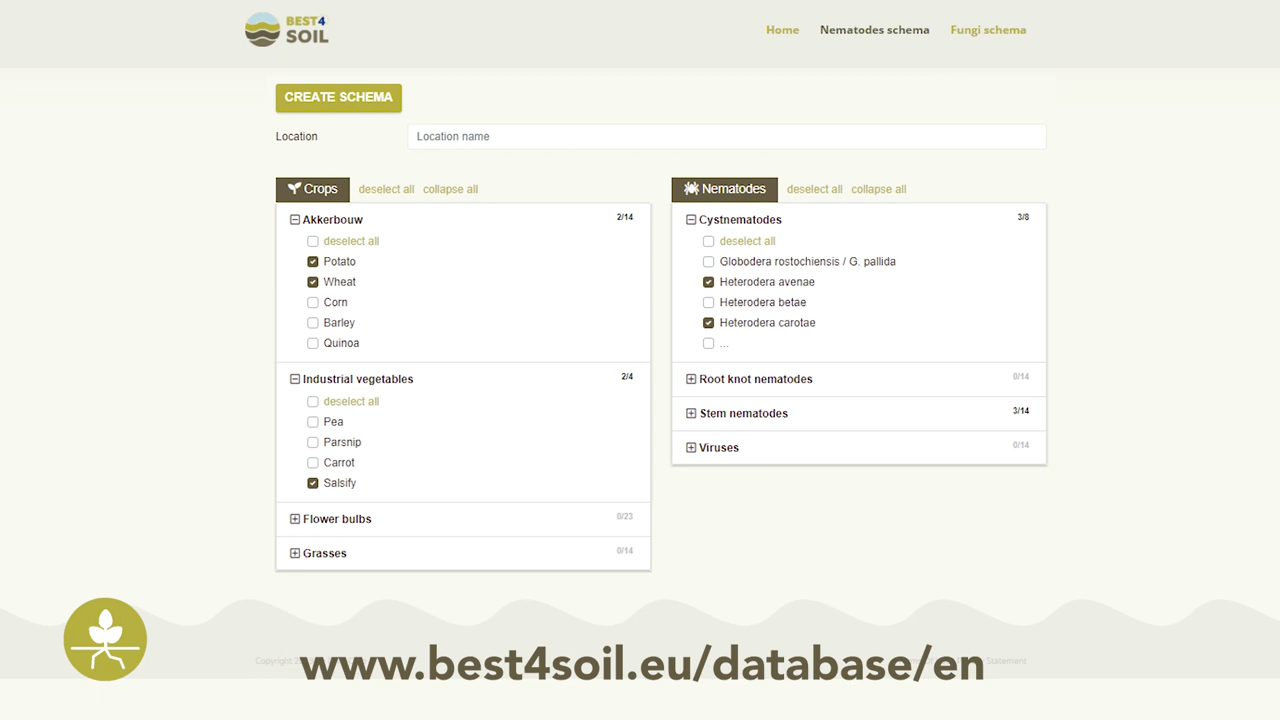 BEST4
SOIL
Home
Nematodes schema
Fungi schema
CREATE SCHEMA
Location
Location name
Crops
deselect all
collapse all
Akkerbouw
2/14
deselect all
Potato
Wheat
Corn
Barley
Quinoa
Industrial vegetables
2/4
deselect all
Pea
Parsnip
Carrot
Salsify
Flower bulbs
0/23
Grasses
0/14
Nematodes
deselect all
collapse all
Cystnematodes
3/8
deselect all
Globodera rostochiensis / G. pallida
Heterodera avenae
Heterodera betae
Heterodera carotae
...
Root knot nematodes
0/14
Stem nematodes
3/14
Viruses
0/14
Copyright
Statement
www.best4soil.eu/database/en